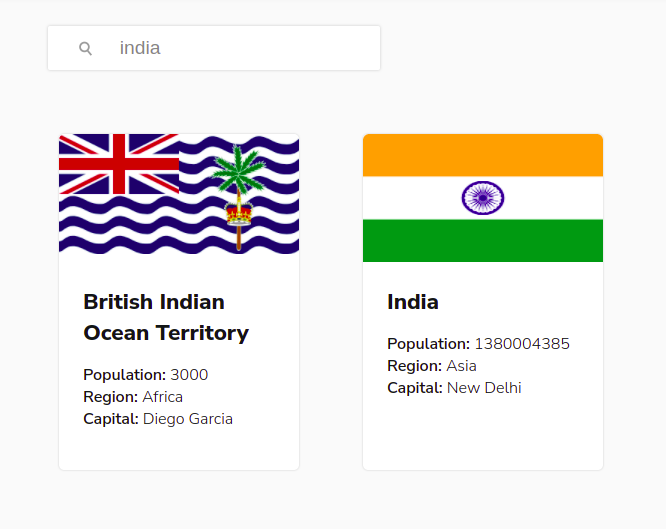 india
British Indian
Ocean Territory
Population: 3000
Region: Africa
Capital: Diego Garcia
India
Population: 1380004385
Region: Asia
Capital: New Delhi